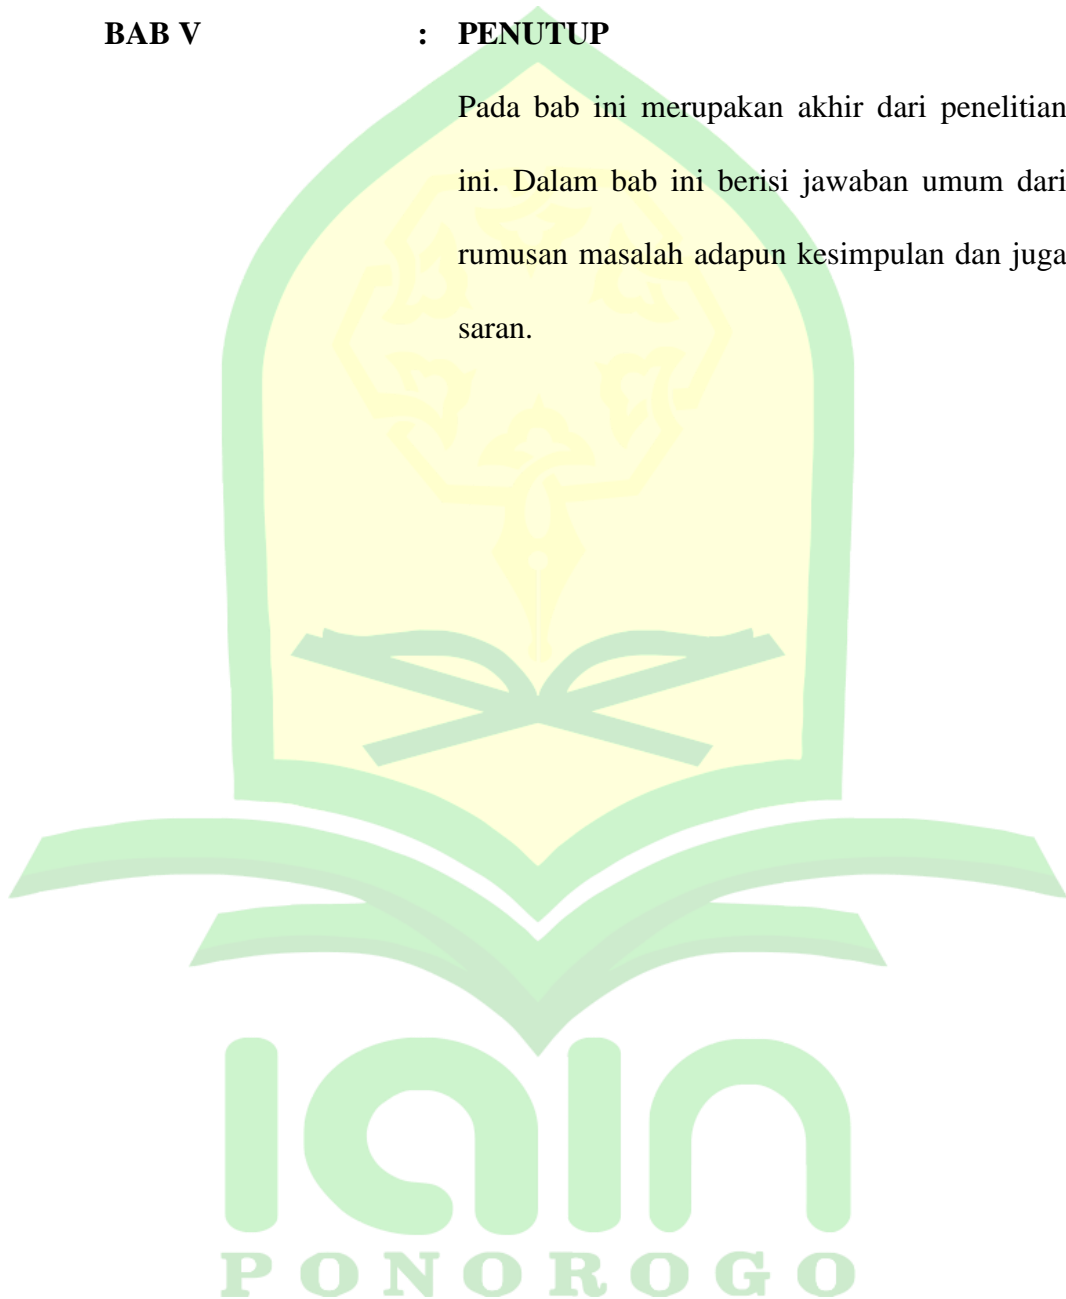 BAB V : PENUTUP
Pada bab ini merupakan akhir dari penelitian
ini. Dalam bab ini berisi jawaban umum dari
rumusan masalah adapun kesimpulan dan juga
saran.
iain
PONOROGO